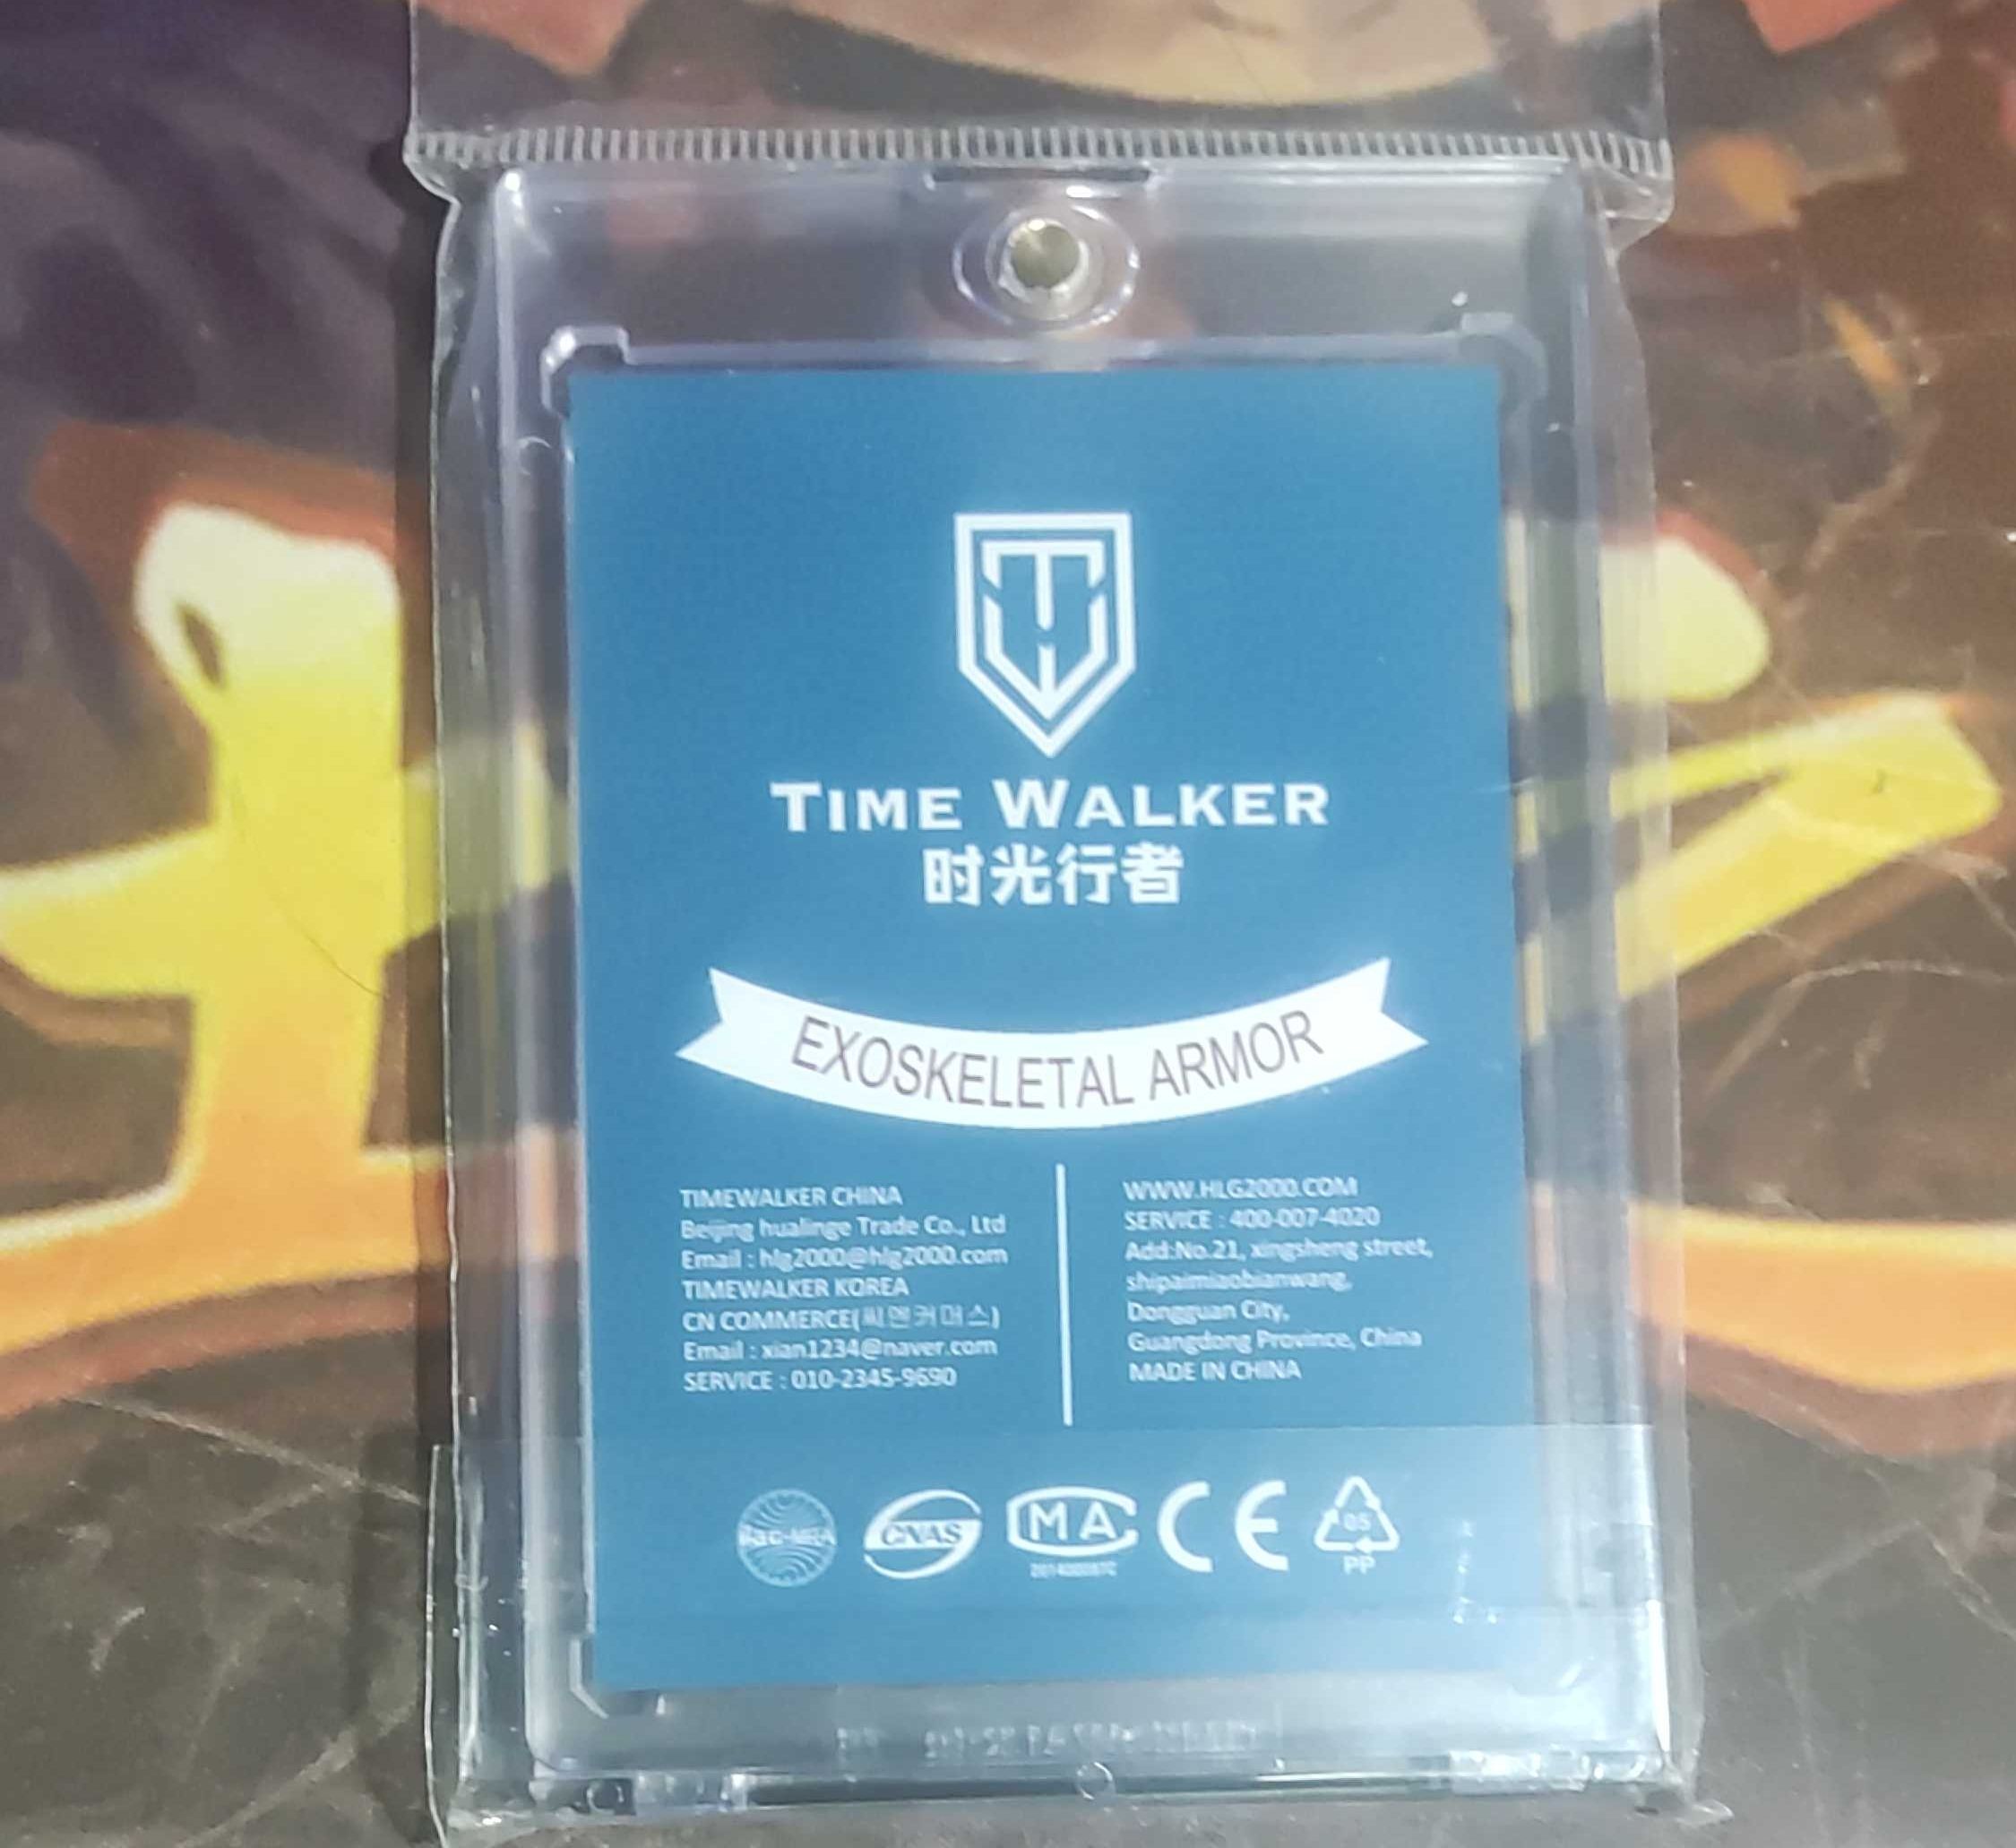 TIME WALKER
时光行者
EXOSKELETAL ARMOR
TIMEWALKER CHINA
Beijing hualinge Trade Co., Ltd
Email : hlg2000@hlg2000.com
TIMEWALKER KOREA
CN COMMERCE(씨엔커머스)
Email : xian1234@naver.com
SERVICE : 010-2345-9690
WWW.HLG2000.COM
SERVICE : 400-007-4020
Add:No.21, xingsheng street,
shipaimiaobianwang,
Dongguan City,
Guangdong Province, China
MADE IN CHINA
ilac-MRA
CNAS
MA
CE
05
PP